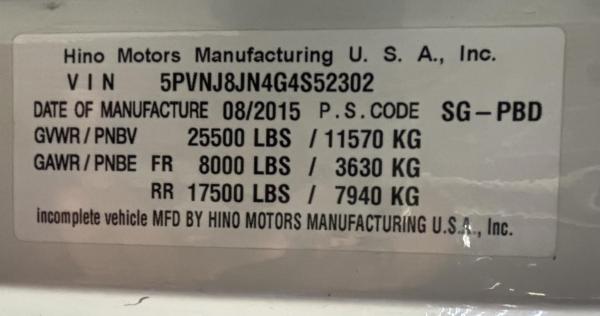 Hino Motors Manufacturing U. S. A., Inc.
V I N 5PVNJ8JN4G4S52302
DATE OF MANUFACTURE 08/2015 P.S.CODE SG-PBD
GVWR/PNBV 25500 LBS / 11570 KG
GAWR/PNBE FR 8000 LBS / 3630 KG
RR 17500 LBS / 7940 KG
incomplete vehicle MFD BY HINO MOTORS MANUFACTURING U.S.A., Inc.